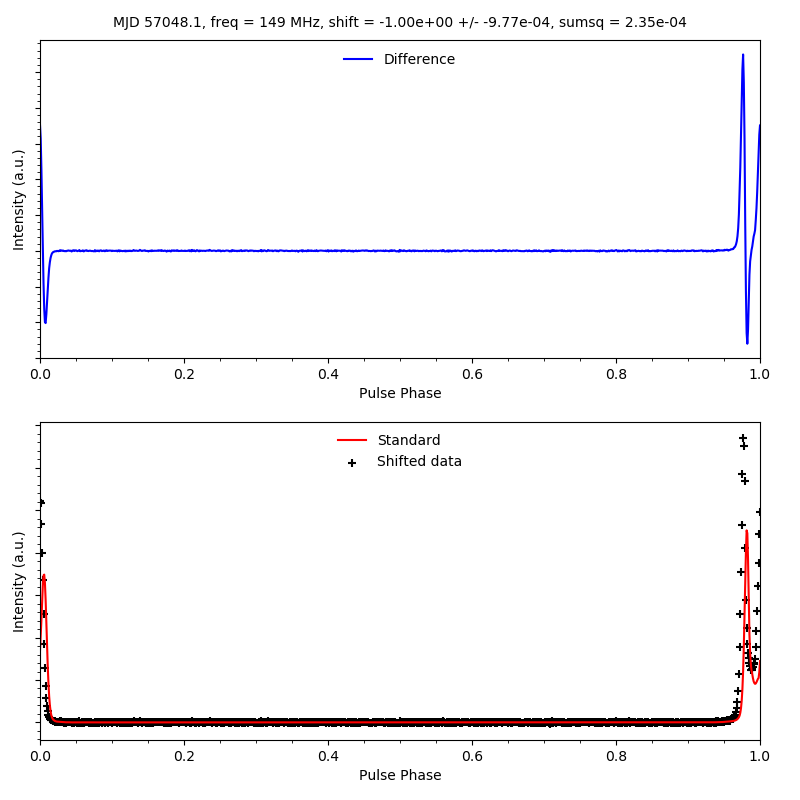 MJD 57048.1, freq = 149 MHz, shift = -1.00e+00 +/- -9.77e-04, sumsq = 2.35e-04
Difference
Intensity (a.u.)
0.0 0.2 0.4 0.6 0.8 1.0
Pulse Phase
Standard
Shifted data
Intensity (a.u.)
0.0 0.2 0.4 0.6 0.8 1.0
Pulse Phase